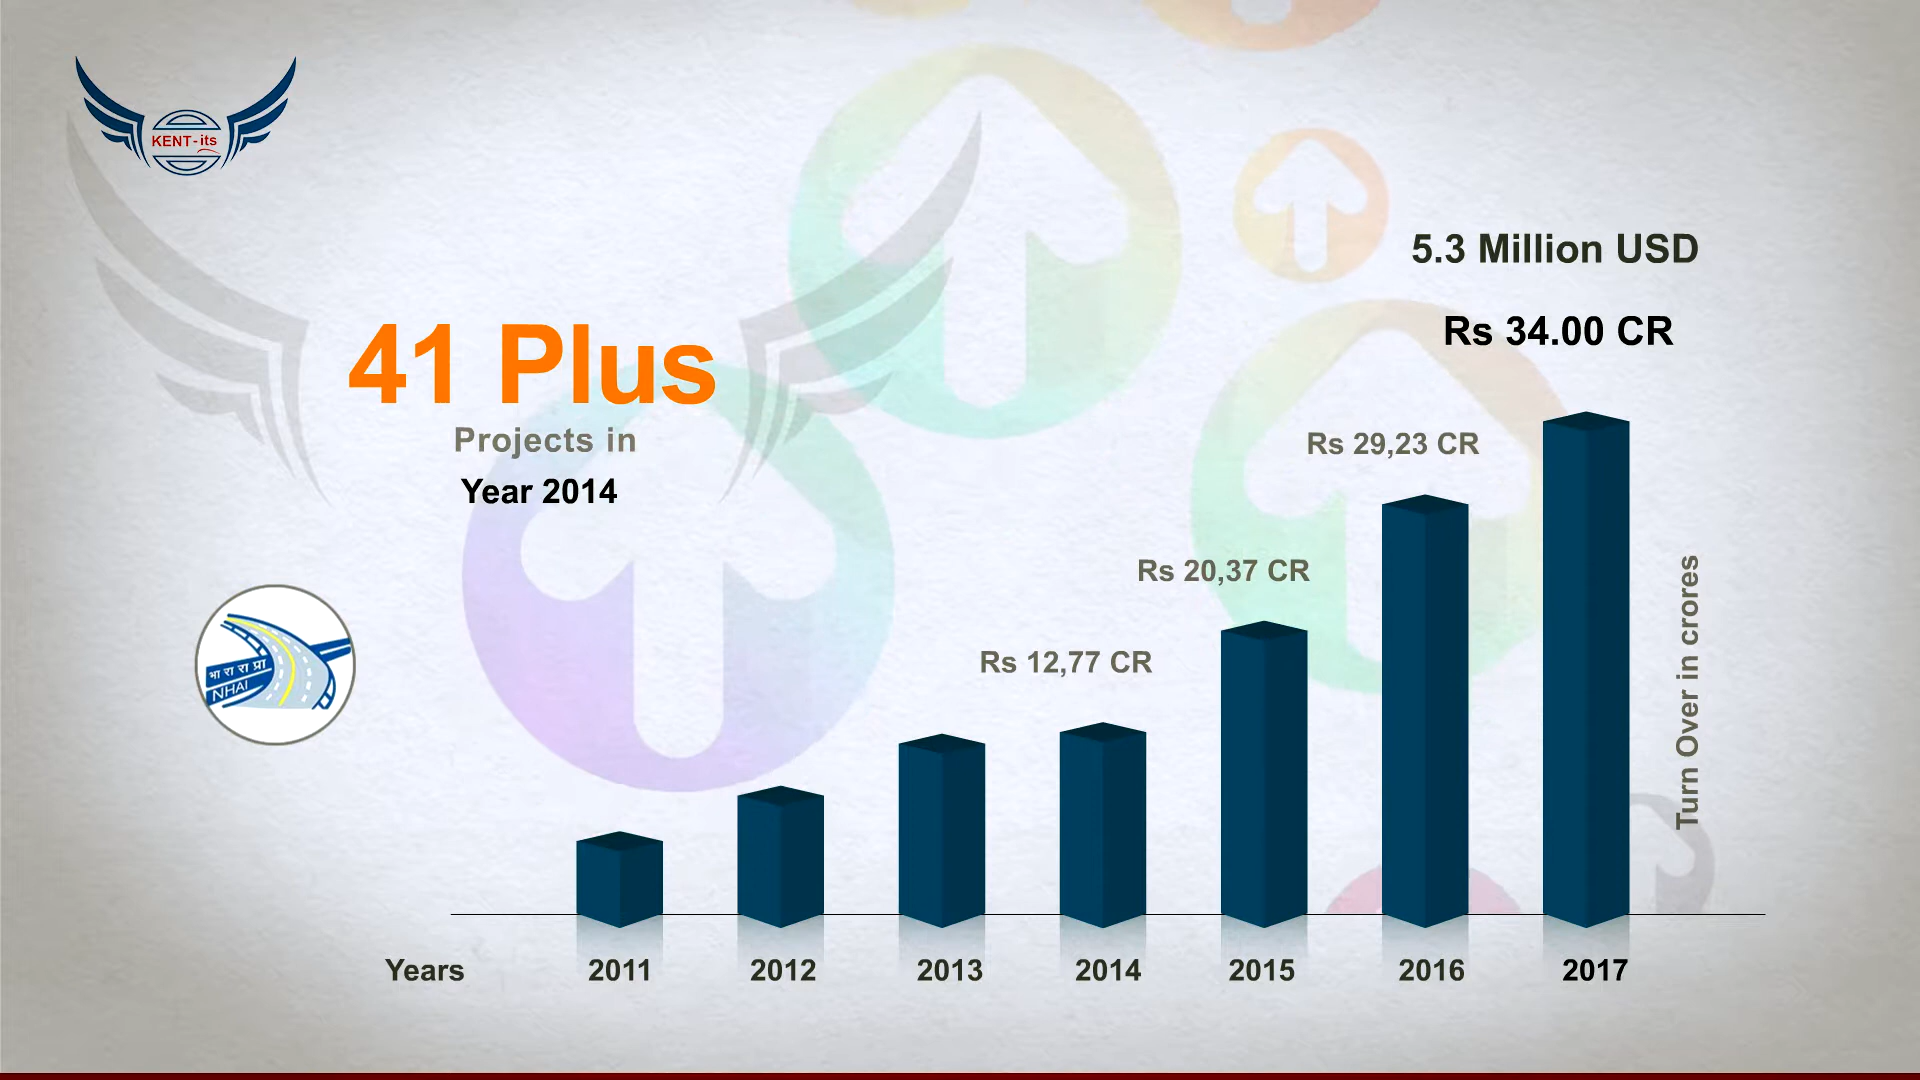 KENT-its
5.3 Million USD
Rs 34.00 CR
41 Plus
Projects in
Year 2014
Rs 29,23 CR
Rs 20,37 CR
Rs 12,77 CR
Turn Over in crores
भा रा रा प्रा
NHAI
Years 2011 2012 2013 2014 2015 2016 2017